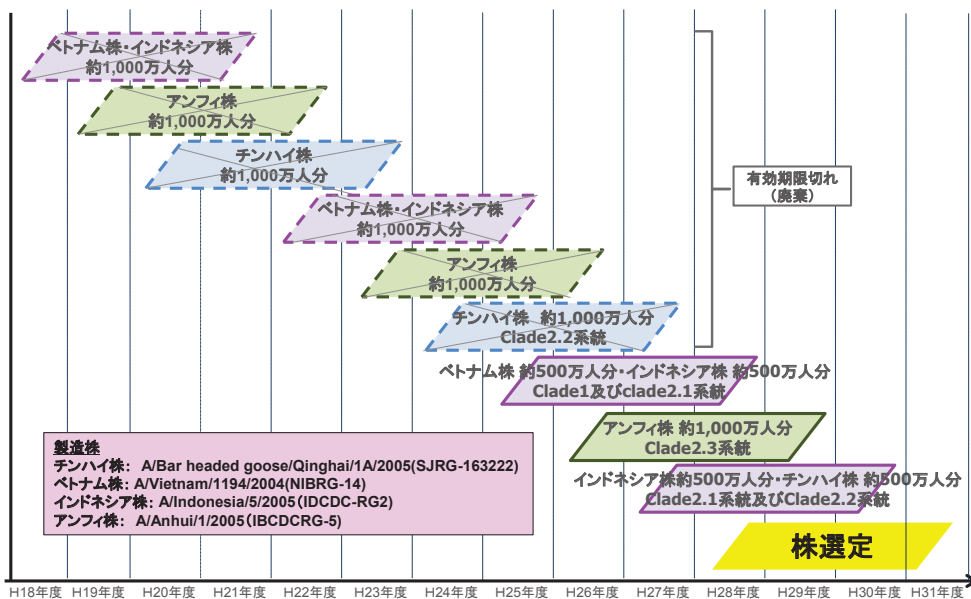 ベトナム株・インドネシア株
約1,000万人分
アンフィ株
約1,000万人分
チンハイ株
約1,000万人分
ベトナム株・インドネシア株
約1,000万人分
アンフィ株
約1,000万人分
チンハイ株 約1,000万人分
Clade2.2系統
有効期限切れ
（廃棄）
ベトナム株 約500万人分・インドネシア株 約500万人分
Clade1及びclade2.1系統
アンフィ株 約1,000万人分
Clade2.3系統
インドネシア株約500万人分・チンハイ株 約500万人分
Clade2.1系統及びClade2.2系統
株選定
製造株
チンハイ株： A/Bar headed goose/Qinghai/1A/2005(SJRG-163222)
ベトナム株： A/Vietnam/1194/2004(NIBRG-14)
インドネシア株： A/Indonesia/5/2005（IDCDC-RG2）
アンフィ株： A/Anhui/1/2005（IBCDCRG-5）
H18年度 H19年度 H20年度 H21年度 H22年度 H23年度 H24年度 H25年度 H26年度 H27年度 H28年度 H29年度 H30年度 H31年度